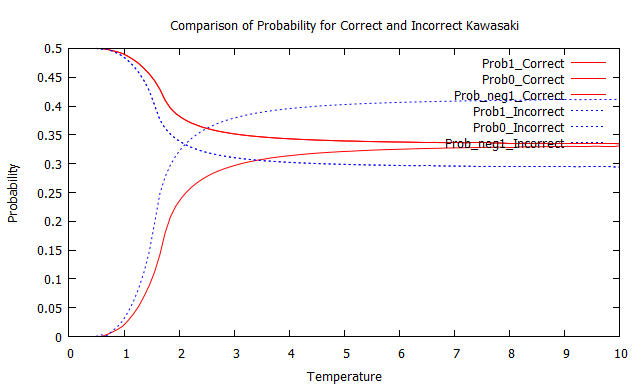 Comparison of Probability for Correct and Incorrect Kawasaki
Probability
0.5
0.45
0.4
0.35
0.3
0.25
0.2
0.15
0.1
0.05
0
Prob1_Correct
Prob0_Correct
Prob_neg1_Correct
Prob1_Incorrect
Prob0_Incorrect
Prob_neg1_Incorrect
0 1 2 3 4 5 6 7 8 9 10
Temperature